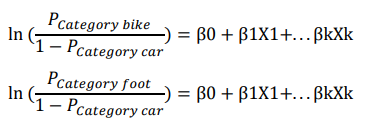 ln (P_Category bike / 1 − P_Category car) = β0 + β1X1+…βkXk
ln (P_Category foot / 1 − P_Category car) = β0 + β1X1+…βkXk